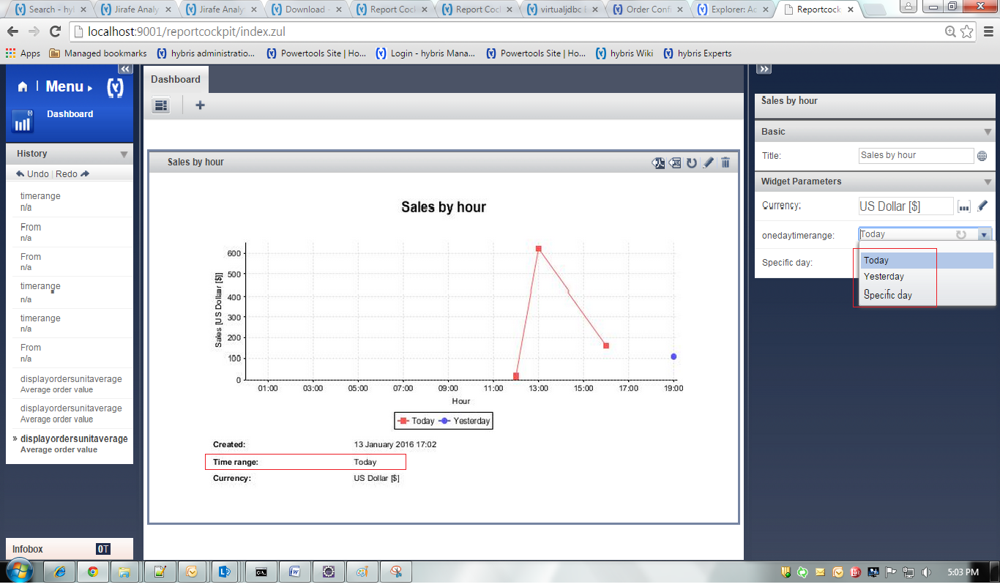 Search - hyl
Jirafe Analy
Jirafe Analy
Download -
Report Cock
Report Cock
virtualjdbc E
Order Confi
Explorer: Ac
Reportcock
localhost:9001/reportcockpit/index.zul
Apps
Managed bookmarks
hybris administratio...
Powertools Site | Ho...
Login - hybris Mana...
Powertools Site | Ho...
hybris Wiki
hybris Experts
Menu
Dashboard
History
Undo | Redo
timerange
n/a
From
n/a
From
n/a
timerange
n/a
timerange
n/a
From
n/a
displayordersunitaverage
Average order value
displayordersunitaverage
Average order value
» displayordersunitaverage
Average order value
Infobox
0T
Dashboard
Sales by hour
Sales by hour
Sales [US Dollaar [$]]
600
500
400
300
200
100
0
01:00 03:00 05:00 07:00 09:00 11:00 13:00 15:00 17:00 19:00
Hour
Today Yesterday
Created: 13 January 2016 17:02
Time range: Today
Currency: US Dollar [$]
Sales by hour
Basic
Title: Sales by hour
Widget Parameters
Currency: US Dollar [$]
onedaytimerange: Today
Specific day:
Today
Yesterday
Specific day
5:03 PM